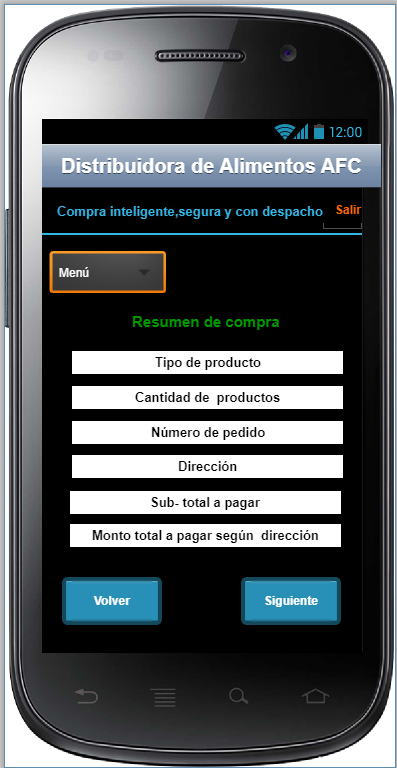 12:00
Distribuidora de Alimentos AFC
Compra inteligente,segura y con despacho
Salir
Menú
Resumen de compra
Tipo de producto
Cantidad de productos
Número de pedido
Dirección
Sub- total a pagar
Monto total a pagar según dirección
Volver
Siguiente